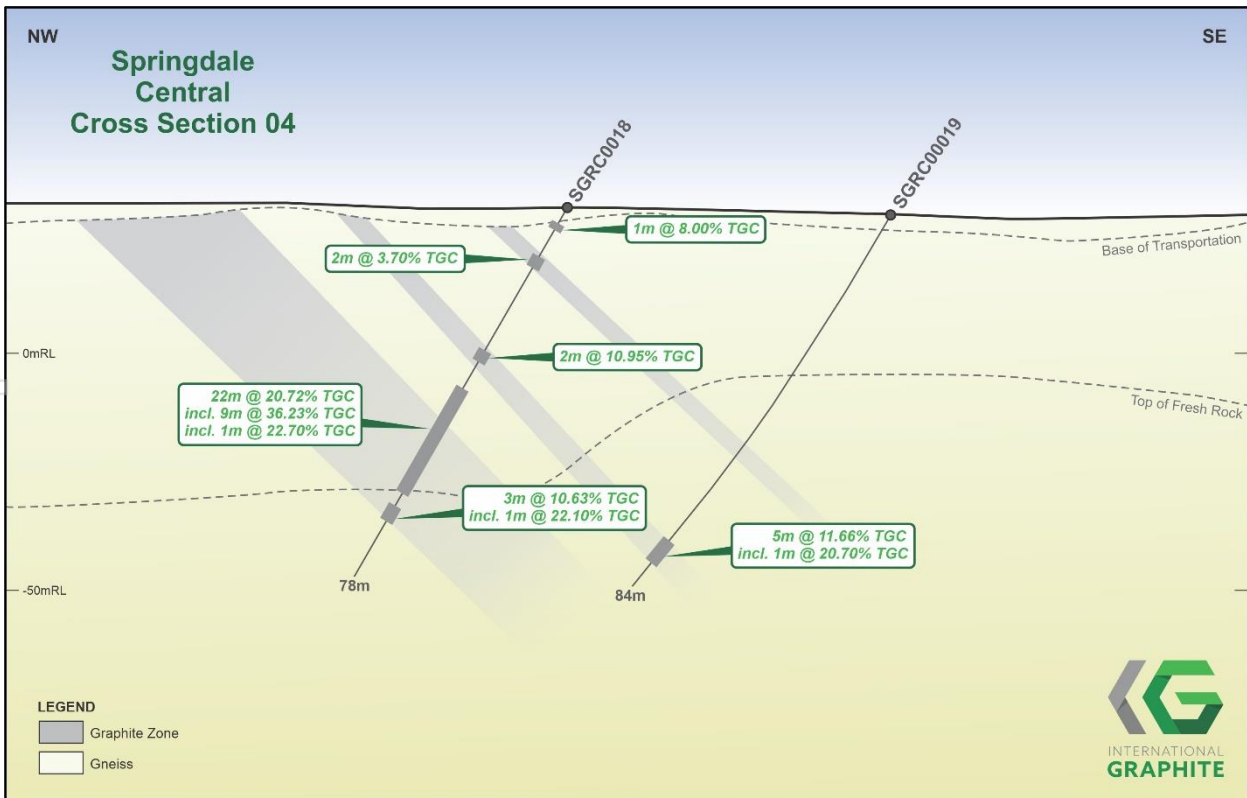 NW
SE
Springdale
Central
Cross Section 04
SGRC0018
SGRC00019
1m @ 8.00% TGC
2m @ 3.70% TGC
Base of Transportation
0mRL
2m @ 10.95% TGC
22m @ 20.72% TGC
incl. 9m @ 36.23% TGC
incl. 1m @ 22.70% TGC
Top of Fresh Rock
3m @ 10.63% TGC
incl. 1m @ 22.10% TGC
5m @ 11.66% TGC
incl. 1m @ 20.70% TGC
78m
84m
-50mRL
LEGEND
Graphite Zone
Gneiss
INTERNATIONAL
GRAPHITE